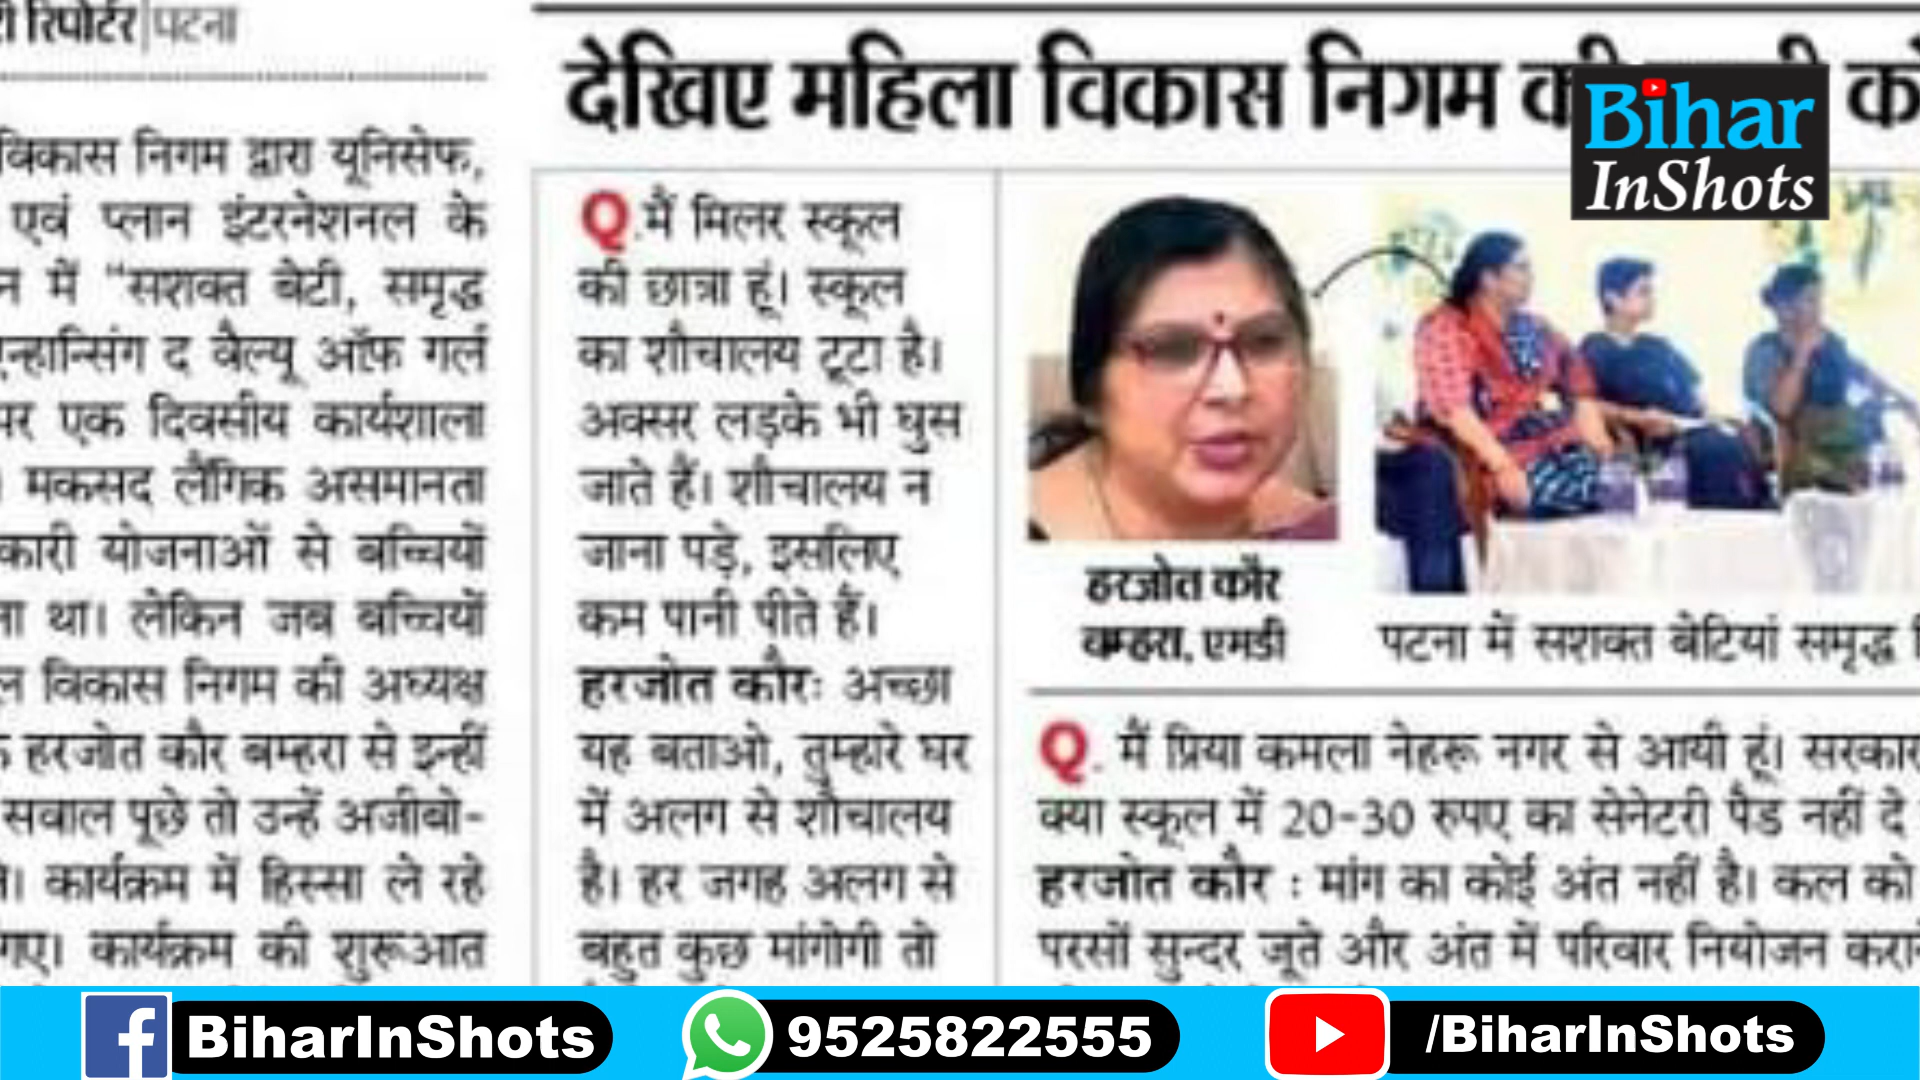 रिपोर्टर|पटना
विकास निगम द्वारा यूनिसेफ,
एवं प्लान इंटरनेशनल के
में "सशक्त बेटी, समृद्ध
एन्हान्सिंग द वैल्यू ऑफ गर्ल
पर एक दिवसीय कार्यशाला
। मकसद लैंगिक असमानता
योजनाओं से बच्चियों
था। लेकिन जब बच्चियों
विकास निगम की अध्यक्ष
हरजोत कौर बम्हरा से इन्हीं
सवाल पूछे तो उन्हें अजीबो-
। कार्यक्रम में हिस्सा ले रहे
गए। कार्यक्रम की शुरूआत
देखिए महिला विकास निगम
Q.मैं मिलर स्कूल
की छात्रा हूं। स्कूल
का शौचालय टूटा है।
अक्सर लड़के भी घुस
जाते हैं। शौचालय न
जाना पड़े, इसलिए
कम पानी पीते हैं।
हरजोत कौरः अच्छा
यह बताओ, तुम्हारे घर
में अलग से शौचालय
है। हर जगह अलग से
बहुत कुछ मांगोगी तो
हरजोत कौर
बम्हरा, एमडी
पटना में सशक्त बेटियां समृद्ध
Q. मैं प्रिया कमला नेहरू नगर से आयी हूं। सरकार
क्या स्कूल में 20-30 रुपए का सेनेटरी पैड नहीं दे
हरजोत कौर : मांग का कोई अंत नहीं है। कल को
परसों सुन्दर जूते और अंत में परिवार नियोजन
Bihar
InShots
BiharInShots
9525822555
/BiharInShots